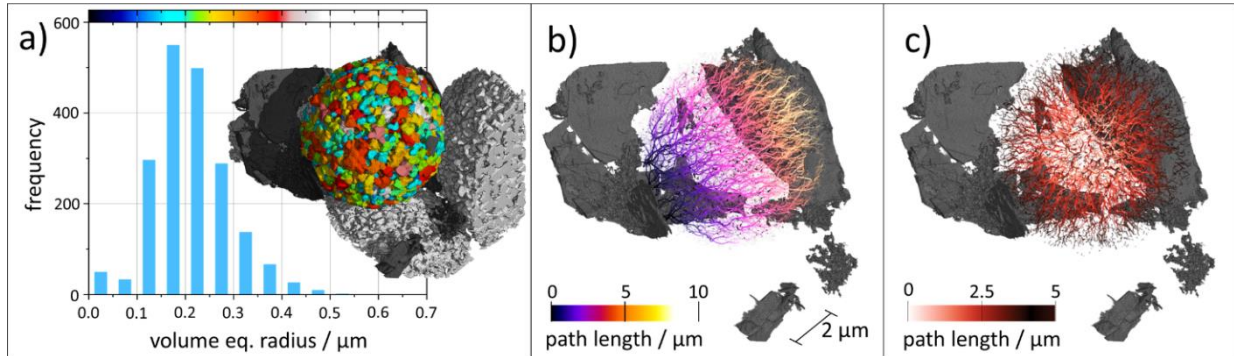 a)
600
400
200
0
frequency
0.0 0.1 0.2 0.3 0.4 0.5 0.6 0.7
volume eq. radius / μm
b)
0 5 10
path length / μm
2 μm
c)
0 2.5 5
path length / μm